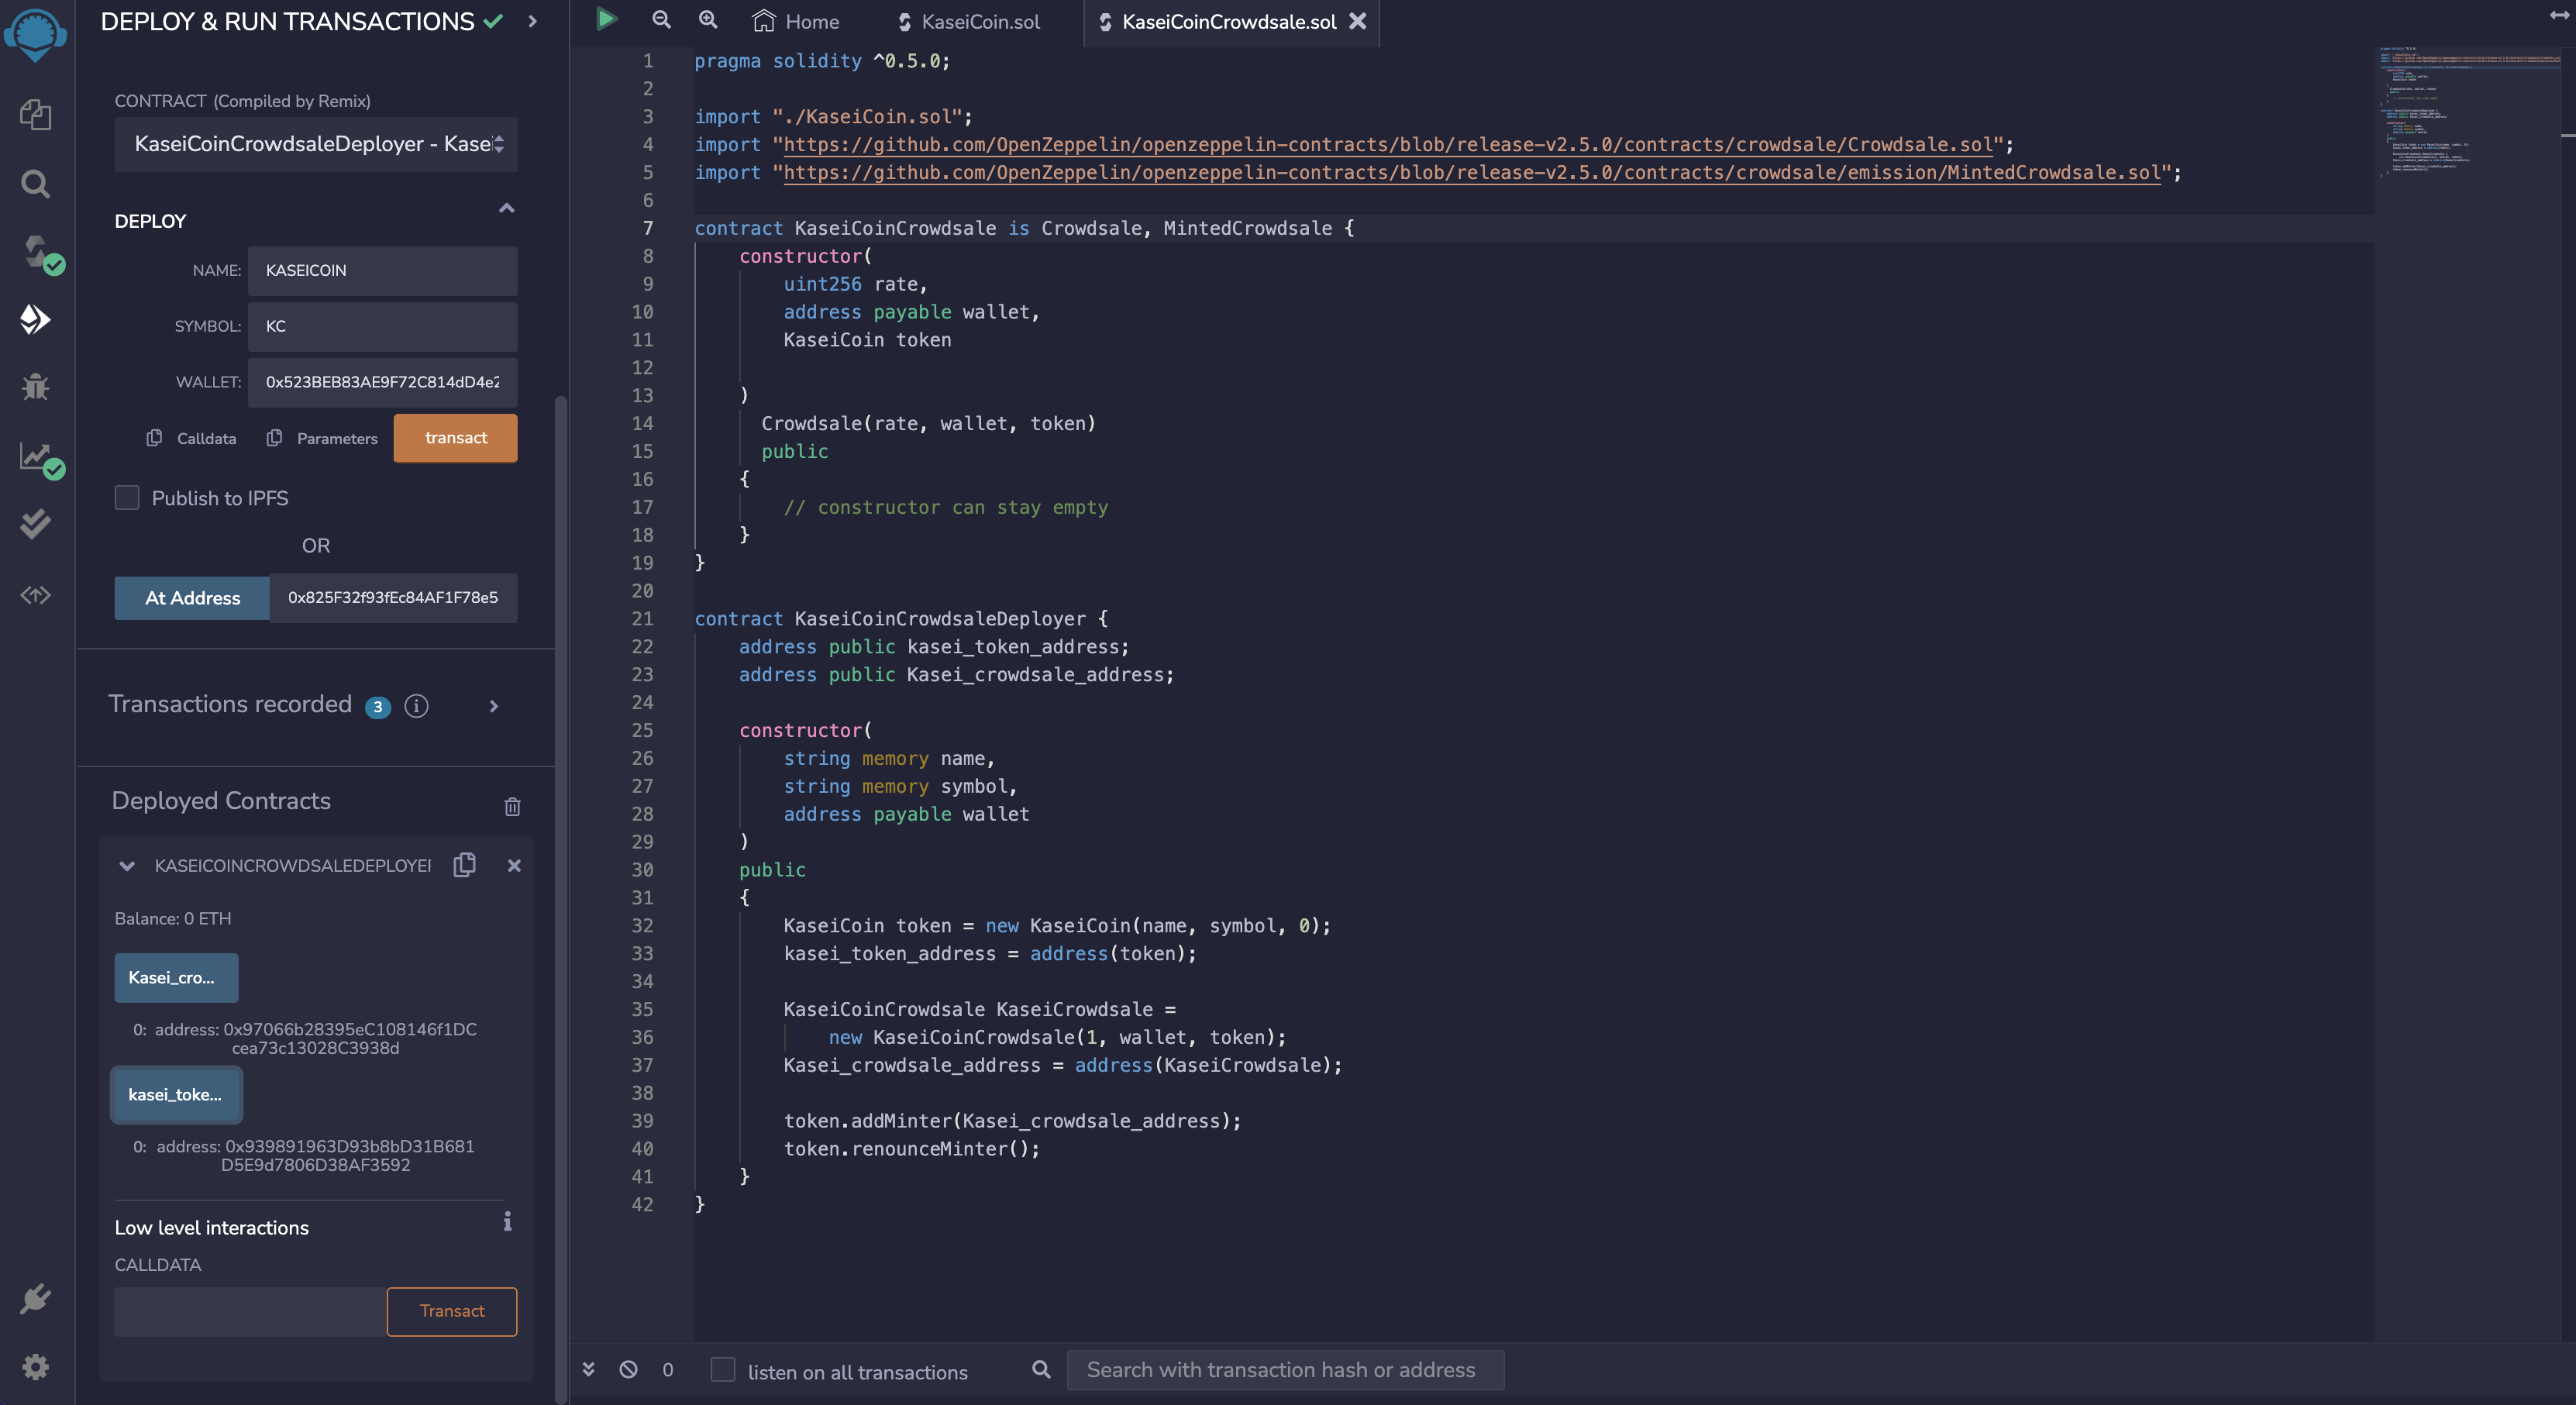 DEPLOY & RUN TRANSACTIONS
CONTRACT (Compiled by Remix)
KaseiCoinCrowdsaleDeployer - Kasei
DEPLOY
NAME: KASEICOIN
SYMBOL: KC
WALLET: 0x523BEB83AE9F72C814dD4e2
Calldata Parameters transact
Publish to IPFS
OR
At Address 0x825F32f93fEc84AF1F78e5
Transactions recorded 3 i
Deployed Contracts
KASEICOINCROWDSALEDEPLOYER
Balance: 0 ETH
Kasei_cro...
0: address: 0x97066b28395eC108146f1DC
cea73c13028C3938d
kasei_toke...
0: address: 0x939891963D93b8bD31B681
D5E9d7806D38AF3592
Low level interactions i
CALLDATA
Transact
Home KaseiCoin.sol KaseiCoinCrowdsale.sol
1 pragma solidity ^0.5.0;
2
3 import "./KaseiCoin.sol";
4 import "https://github.com/OpenZeppelin/openzeppelin-contracts/blob/release-v2.5.0/contracts/crowdsale/Crowdsale.sol";
5 import "https://github.com/OpenZeppelin/openzeppelin-contracts/blob/release-v2.5.0/contracts/crowdsale/emission/MintedCrowdsale.sol";
6
7 contract KaseiCoinCrowdsale is Crowdsale, MintedCrowdsale {
8 constructor(
9 uint256 rate,
10 address payable wallet,
11 KaseiCoin token
12
13 )
14 Crowdsale(rate, wallet, token)
15 public
16 {
17 // constructor can stay empty
18 }
19 }
20
21 contract KaseiCoinCrowdsaleDeployer {
22 address public kasei_token_address;
23 address public Kasei_crowdsale_address;
24
25 constructor(
26 string memory name,
27 string memory symbol,
28 address payable wallet
29 )
30 public
31 {
32 KaseiCoin token = new KaseiCoin(name, symbol, 0);
33 kasei_token_address = address(token);
34
35 KaseiCoinCrowdsale KaseiCrowdsale =
36 new KaseiCoinCrowdsale(1, wallet, token);
37 Kasei_crowdsale_address = address(KaseiCrowdsale);
38
39 token.addMinter(Kasei_crowdsale_address);
40 token.renounceMinter();
41 }
42 }
0 listen on all transactions Search with transaction hash or address